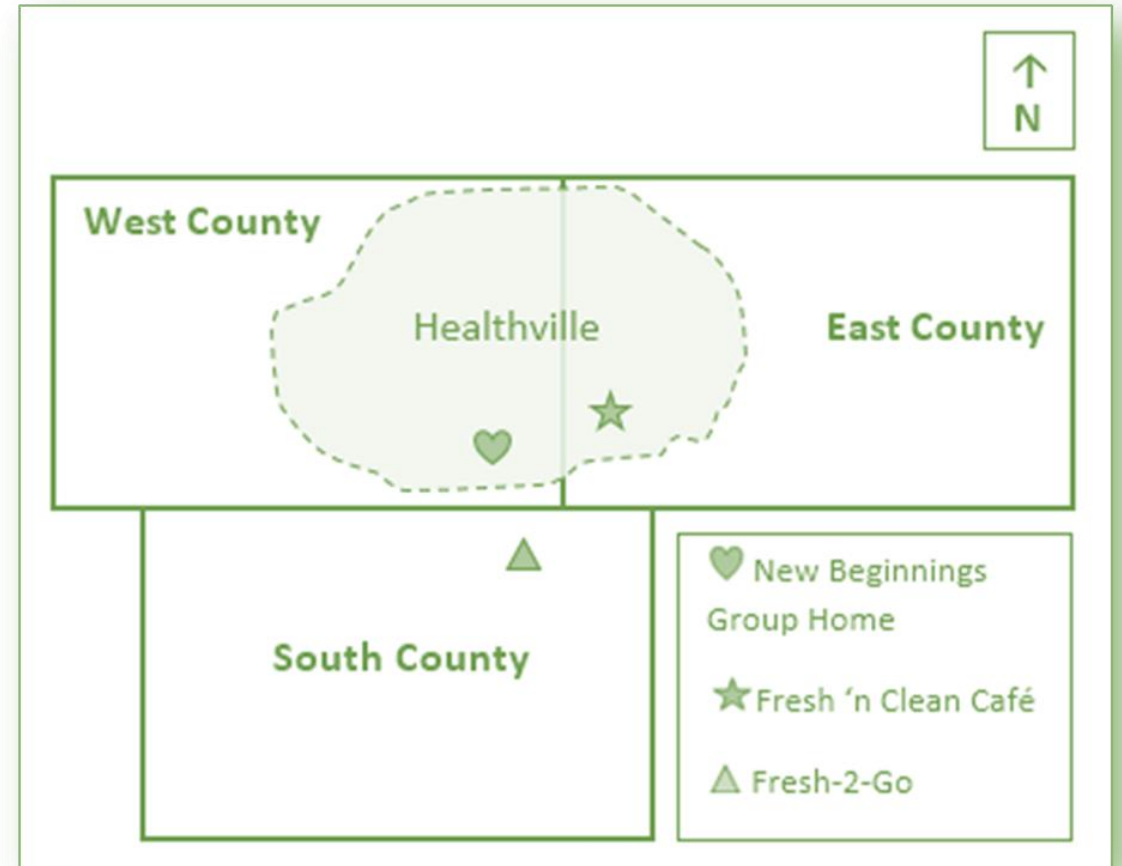 ↑
N
West County
Healthville
East County
South County
New Beginnings
Group Home
Fresh ‘n Clean Café
Fresh-2-Go